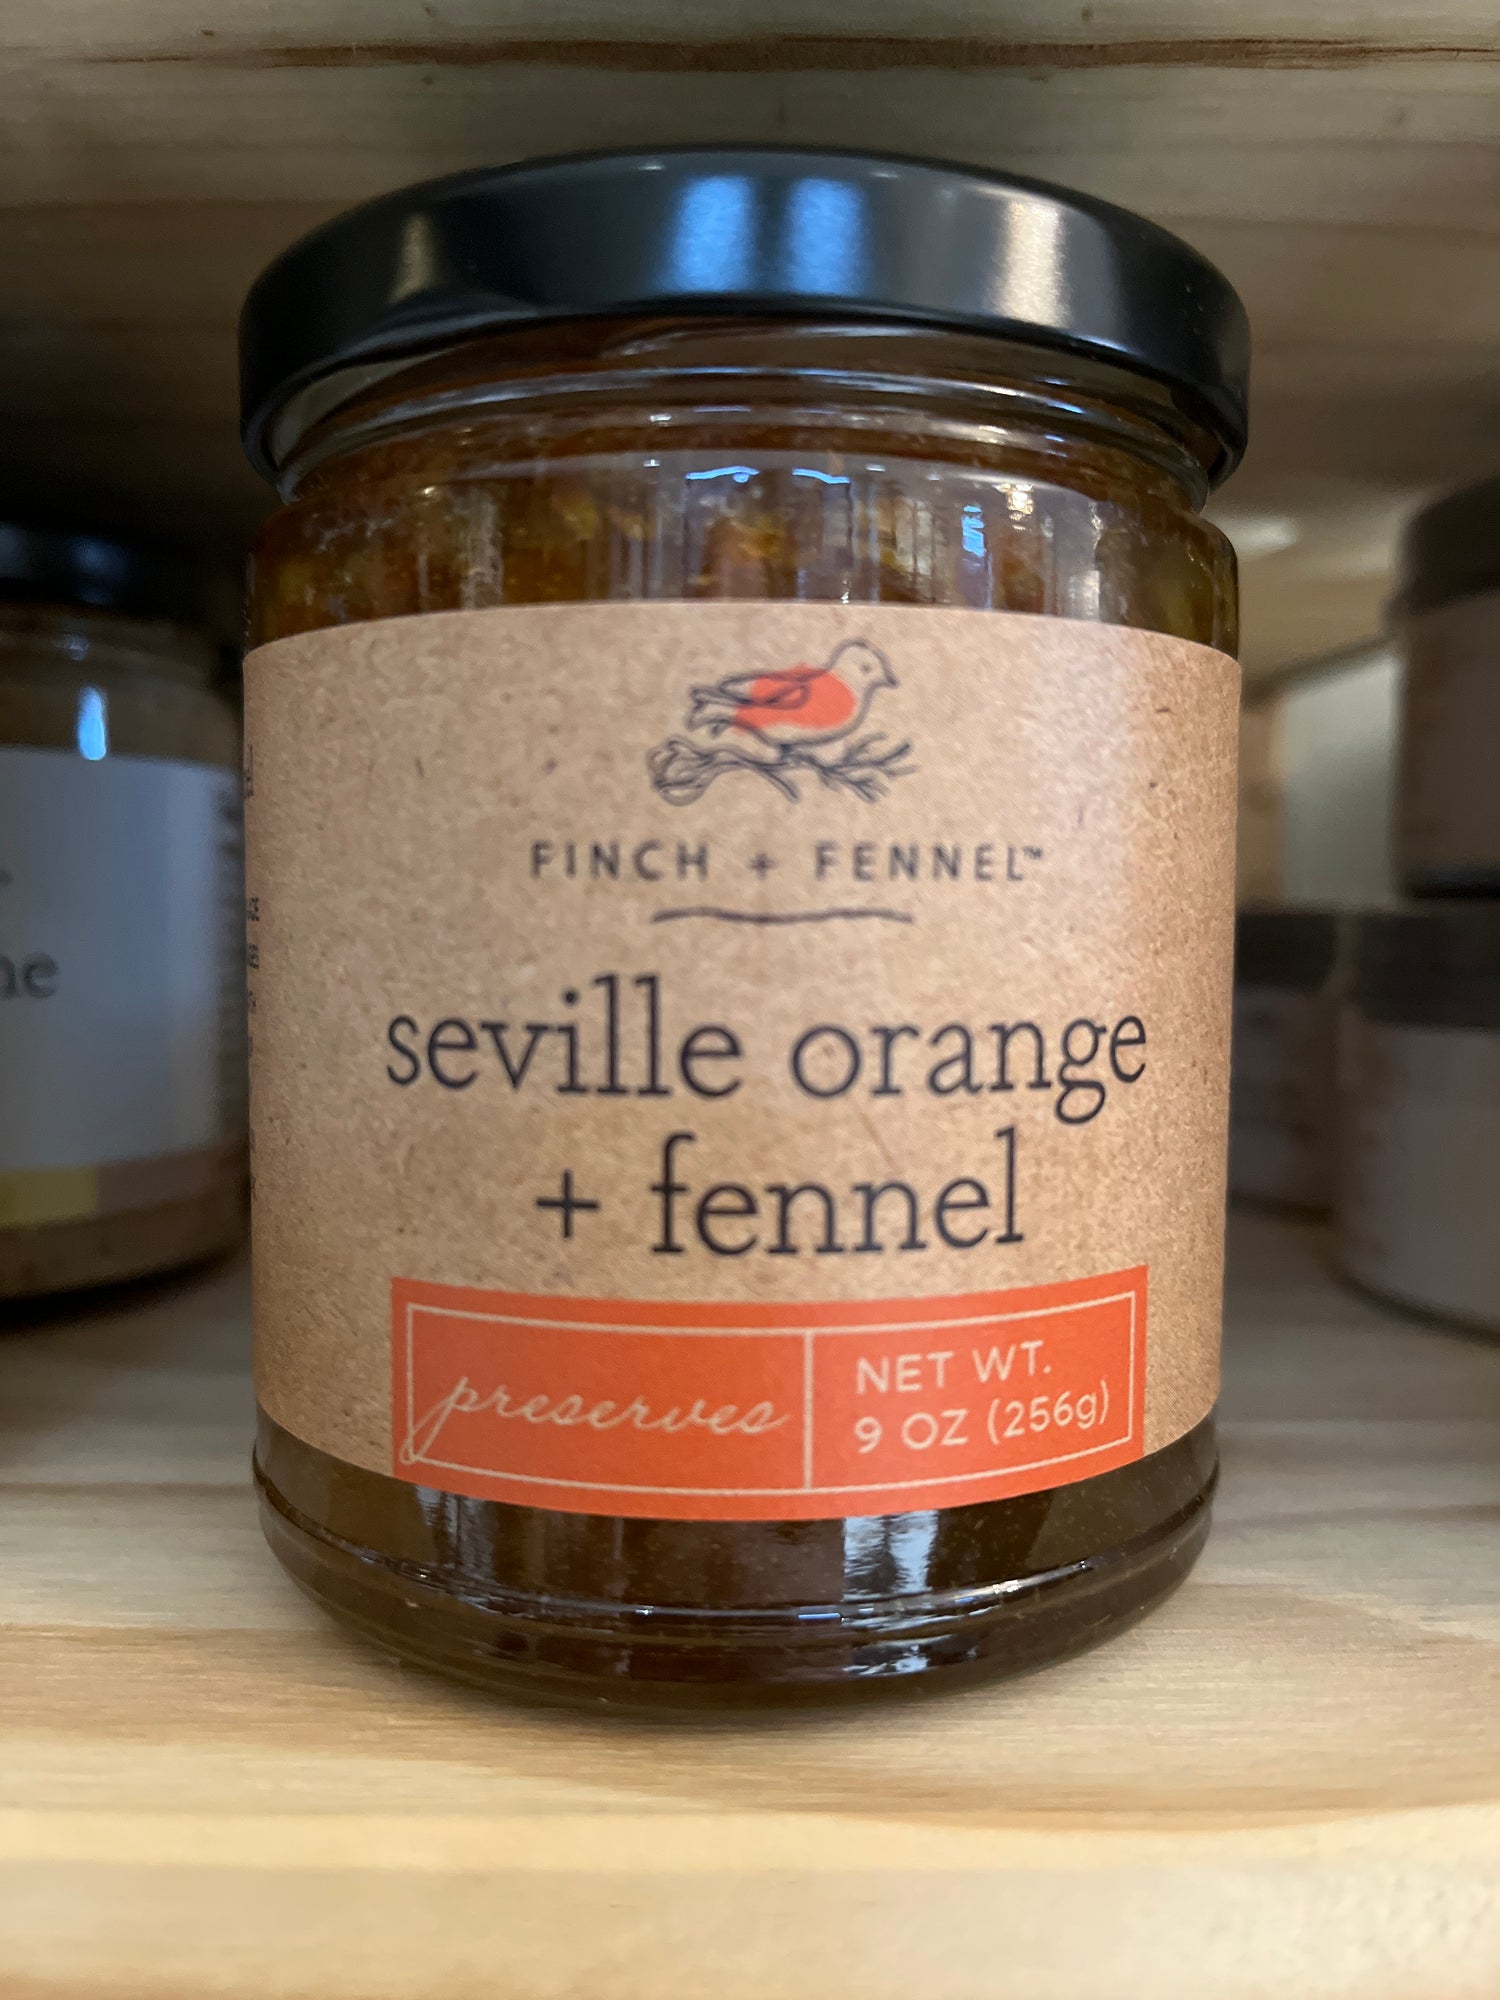 FINCH + FENNEL™
seville orange
+ fennel
preserves
NET WT.
9 OZ (256g)